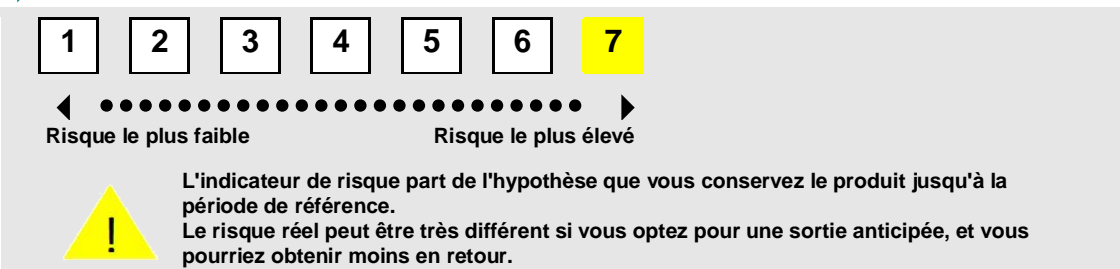 1 2 3 4 5 6 7
Risque le plus faible Risque le plus élevé
L'indicateur de risque part de l'hypothèse que vous conservez le produit jusqu'à la
période de référence.
Le risque réel peut être très différent si vous optez pour une sortie anticipée, et vous
pourriez obtenir moins en retour.
!